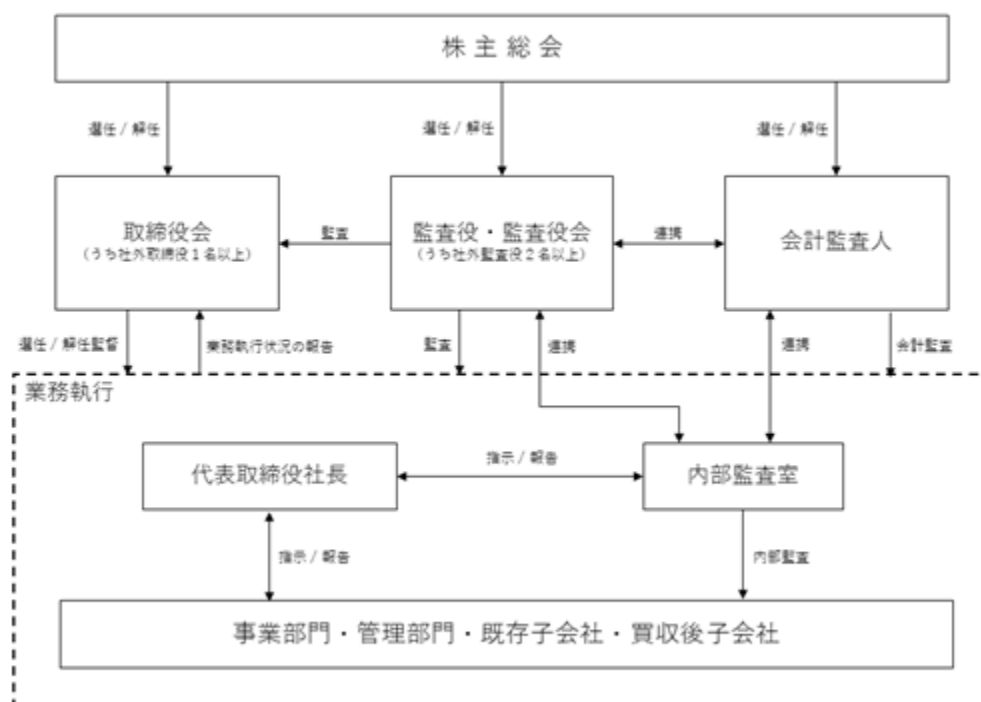 株主総会
選任 / 解任
選任 / 解任
選任 / 解任
取締役会
(うち社外取締役1名以上)
監査
監査役・監査役会
(うち社外監査役2名以上)
連携
会計監査人
選任 / 解任監督
業務執行状況の報告
監査
連携
連携
会計監査
業務執行
代表取締役社長
指示 / 報告
内部監査室
指示 / 報告
内部監査
事業部門・管理部門・既存子会社・買収後子会社